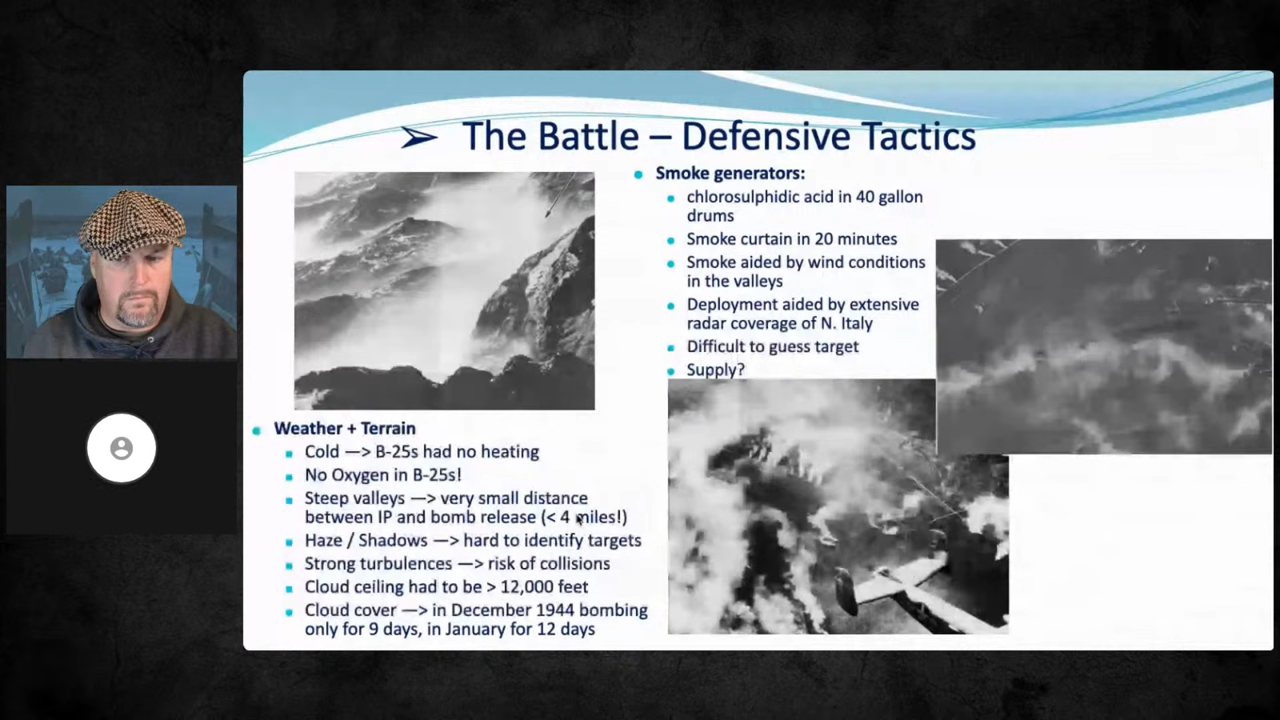 ➢ The Battle – Defensive Tactics
Smoke generators:
chlorosulphidic acid in 40 gallon
drums
Smoke curtain in 20 minutes
Smoke aided by wind conditions
in the valleys
Deployment aided by extensive
radar coverage of N. Italy
Difficult to guess target
Supply?
Weather + Terrain
Cold —> B-25s had no heating
No Oxygen in B-25s!
Steep valleys —> very small distance
between IP and bomb release (< 4 miles!)
Haze / Shadows —> hard to identify targets
Strong turbulences —> risk of collisions
Cloud ceiling had to be > 12,000 feet
Cloud cover —> in December 1944 bombing
only for 9 days, in January for 12 days